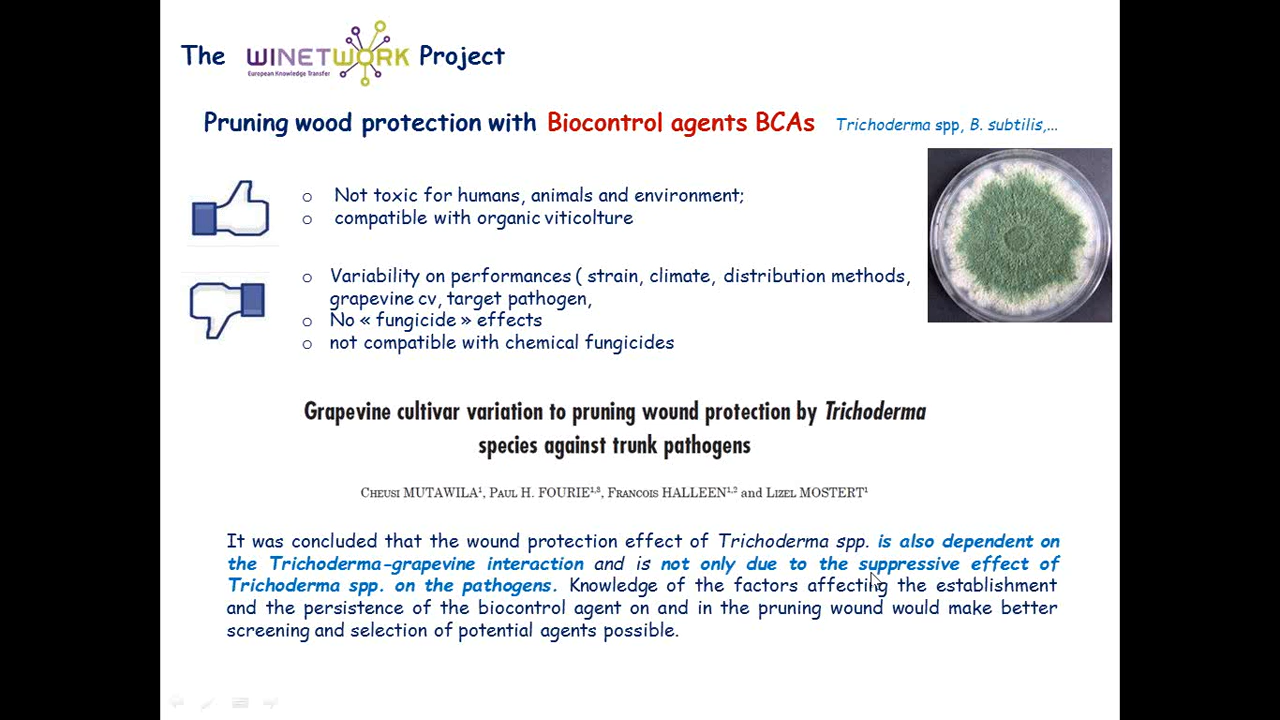 The WINETWORK Project
European Knowledge Transfer
Pruning wood protection with Biocontrol agents BCAs Trichoderma spp, B. subtilis,...
o Not toxic for humans, animals and environment;
o compatible with organic viticolture
o Variability on performances ( strain, climate, distribution methods,
grapevine cv, target pathogen,
o No « fungicide » effects
o not compatible with chemical fungicides
Grapevine cultivar variation to pruning wound protection by Trichoderma
species against trunk pathogens
Cheusi MUTAWILA¹, Paul H. FOURIE¹,³, Francois HALLEEN¹,² and Lizel MOSTERT¹
It was concluded that the wound protection effect of Trichoderma spp. is also dependent on
the Trichoderma-grapevine interaction and is not only due to the suppressive effect of
Trichoderma spp. on the pathogens. Knowledge of the factors affecting the establishment
and the persistence of the biocontrol agent on and in the pruning wound would make better
screening and selection of potential agents possible.